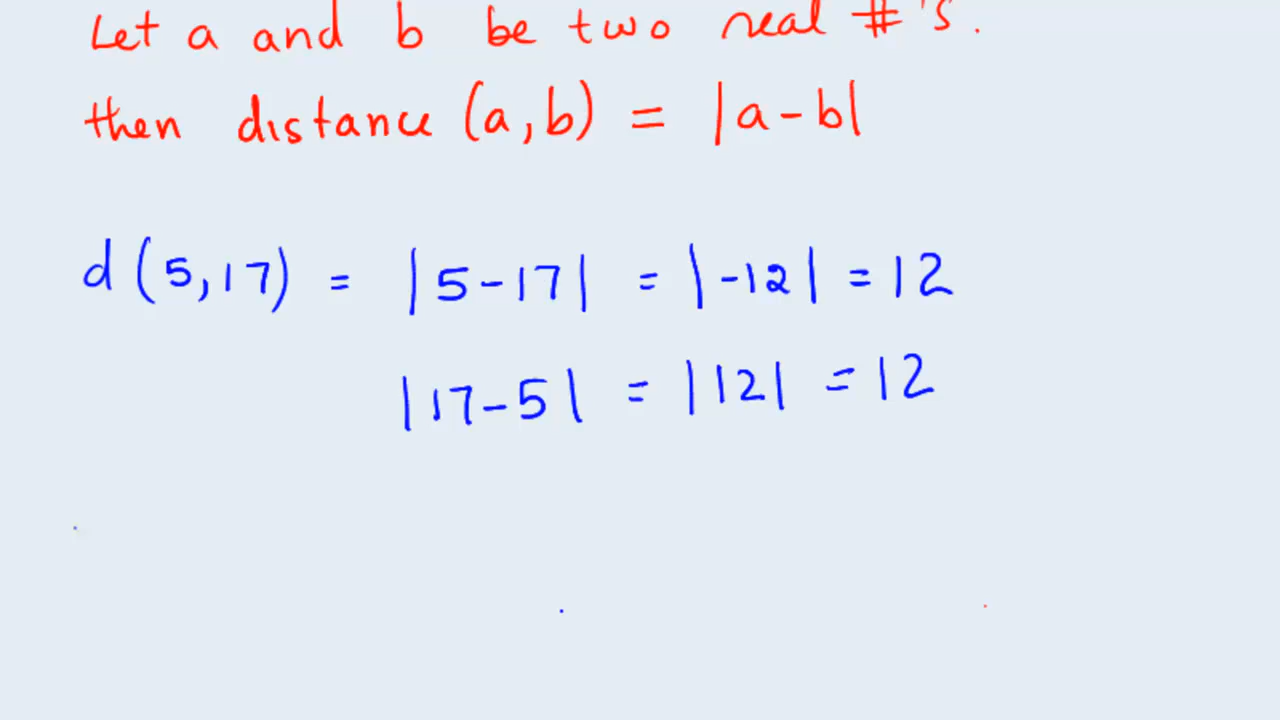 Let a and b be two real #'s.
then distance (a,b) = |a-b|
d(5,17) = |5-17| = |-12| = 12
|17-5| = |12| = 12